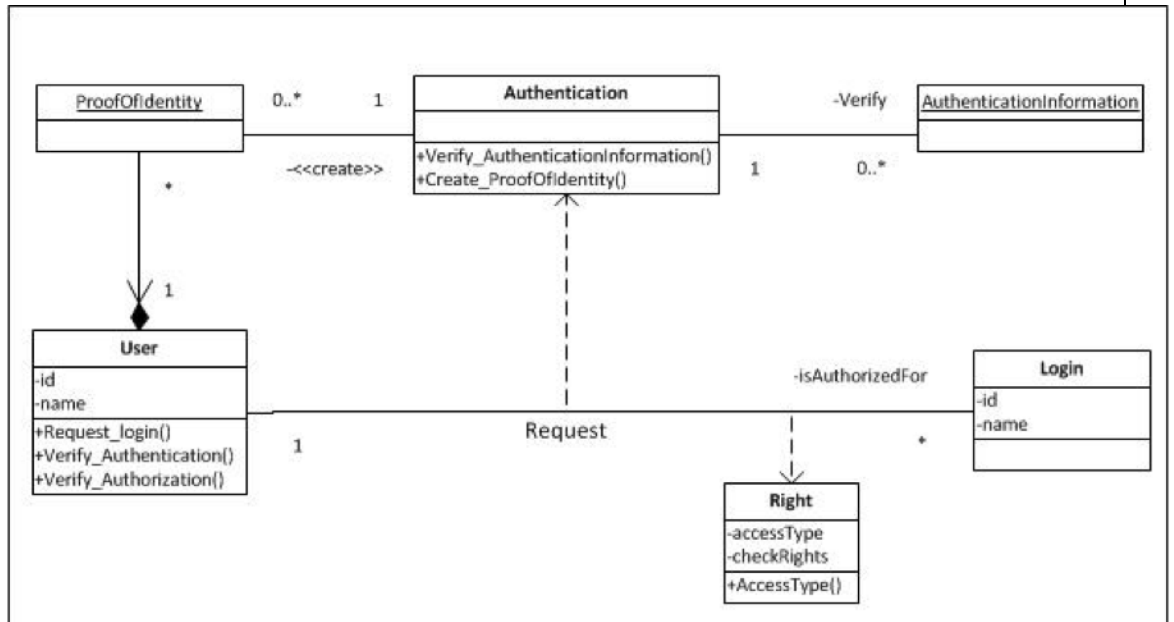 ProofOfIdentity
0..*
1
Authentication
-Verify
AuthenticationInformation
-<<create>>
+Verify_AuthenticationInformation()
+Create_ProofOfIdentity()
1
0..*
*
1
User
-id
-name
+Request_login()
+Verify_Authentication()
+Verify_Authorization()
1
Request
-isAuthorizedFor
*
Login
-id
-name
Right
-accessType
-checkRights
+AccessType()